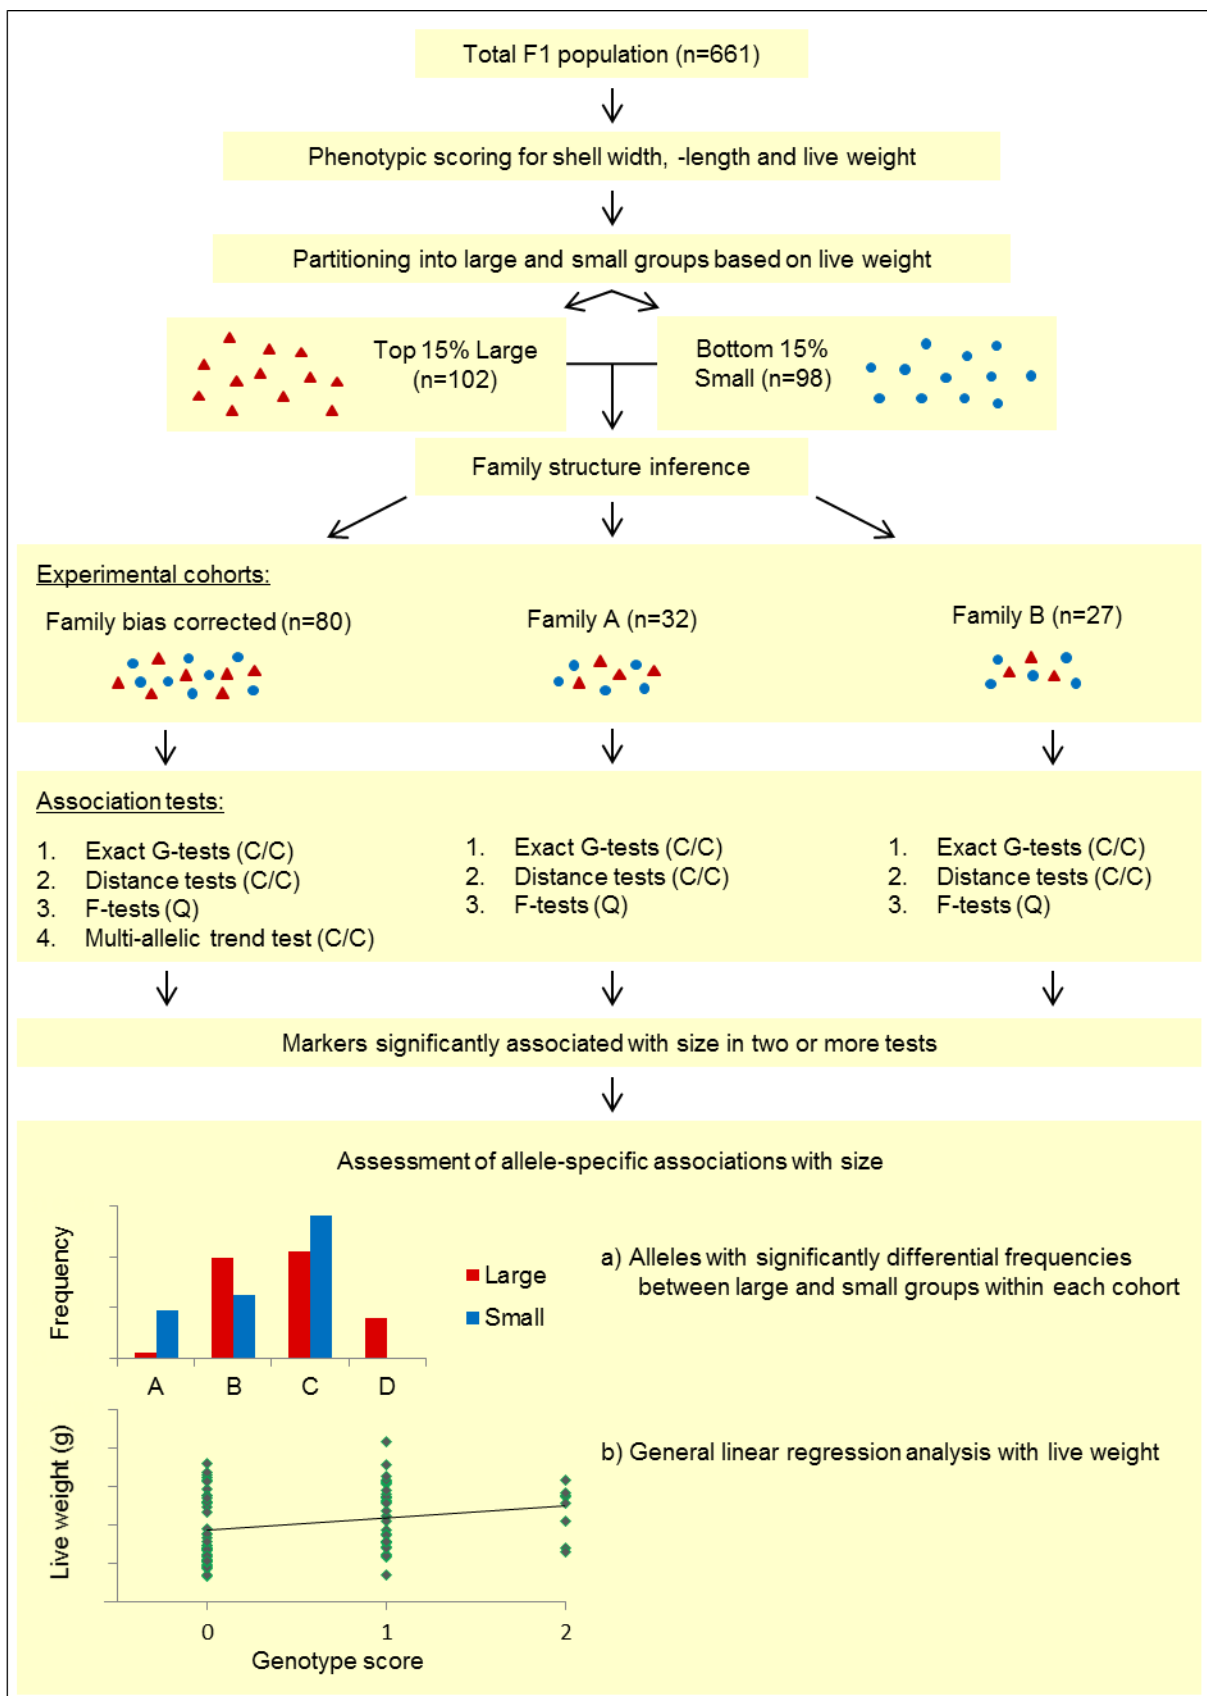 Total F1 population (n=661)
Phenotypic scoring for shell width, -length and live weight
Partitioning into large and small groups based on live weight
Top 15% Large
(n=102)
Bottom 15%
Small (n=98)
Family structure inference
Experimental cohorts:
Family bias corrected (n=80)
Family A (n=32)
Family B (n=27)
Association tests:
1. Exact G-tests (C/C)
2. Distance tests (C/C)
3. F-tests (Q)
4. Multi-allelic trend test (C/C)
1. Exact G-tests (C/C)
2. Distance tests (C/C)
3. F-tests (Q)
1. Exact G-tests (C/C)
2. Distance tests (C/C)
3. F-tests (Q)
Markers significantly associated with size in two or more tests
Assessment of allele-specific associations with size
Frequency
A B C D
Large
Small
a) Alleles with significantly differential frequencies
between large and small groups within each cohort
Live weight (g)
0 1 2
Genotype score
b) General linear regression analysis with live weight